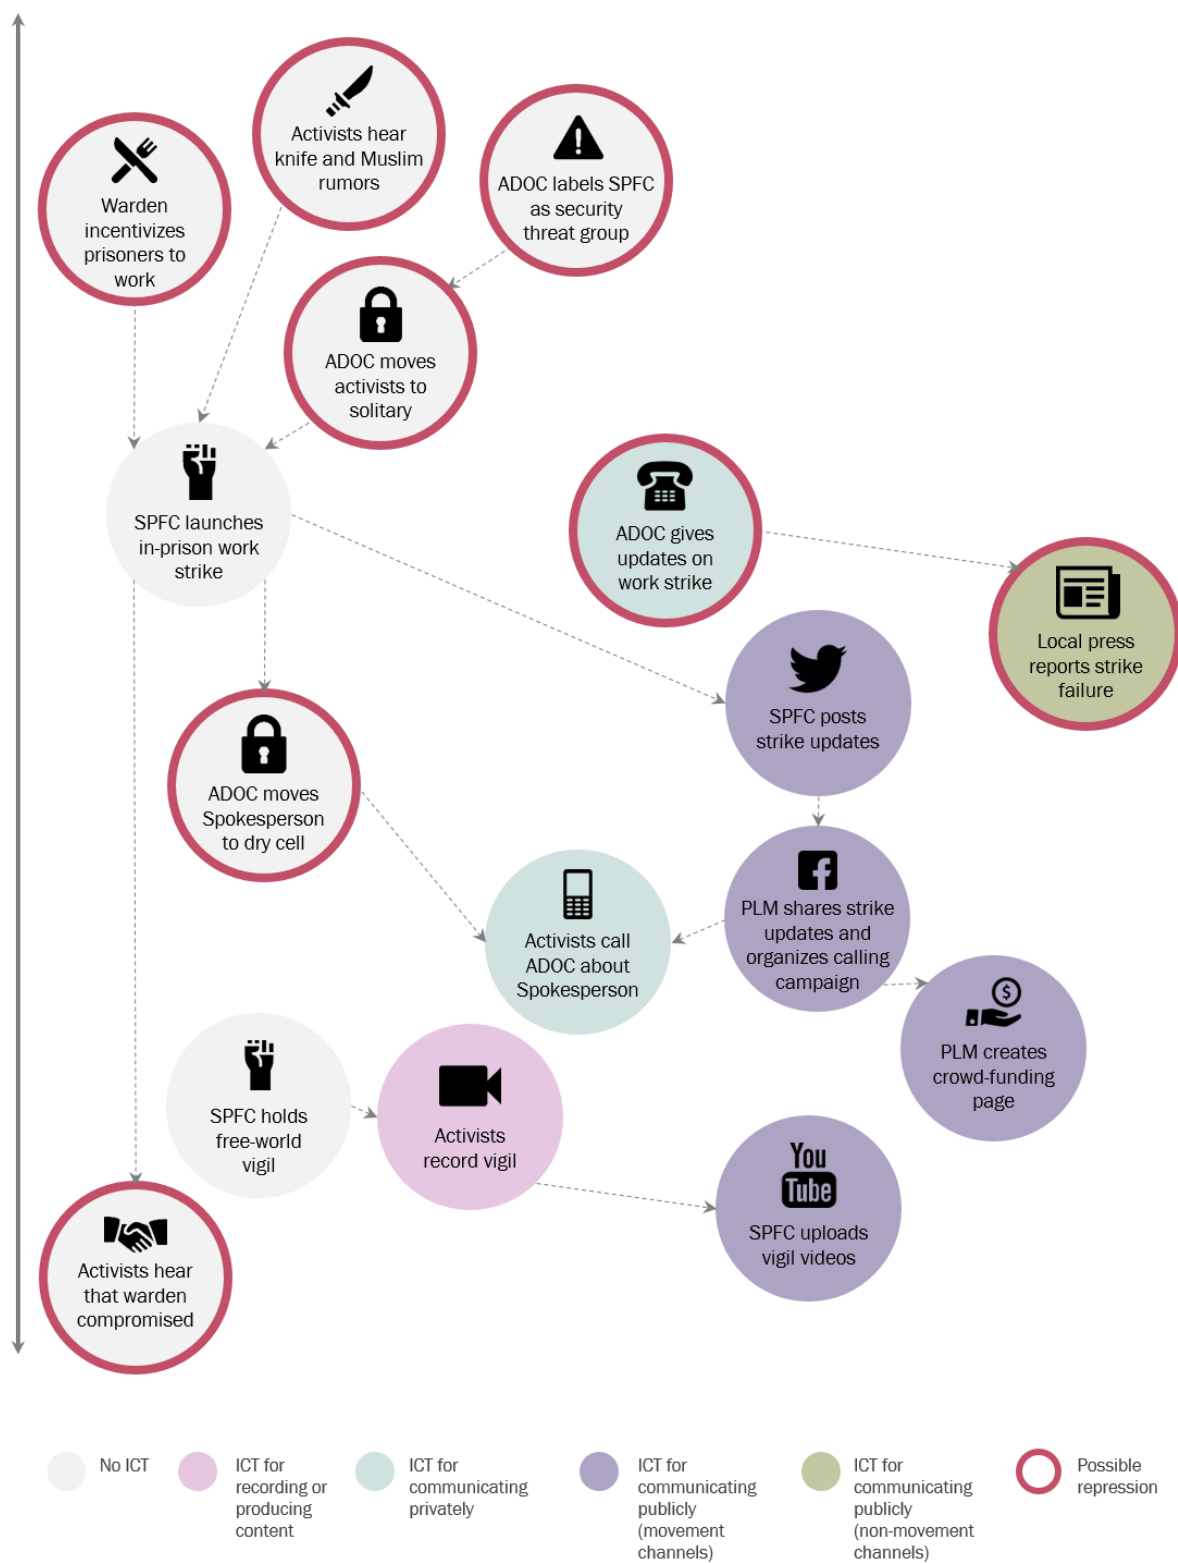 Activists hear
knife and Muslim
rumors
ADOC labels SPFC
as security
threat group
Warden
incentivizes
prisoners to
work
ADOC moves
activists to
solitary
SPFC launches
in-prison work
strike
ADOC gives
updates on
work strike
Local press
reports strike
failure
SPFC posts
strike updates
ADOC moves
Spokesperson
to dry cell
PLM shares strike
updates and
organizes calling
campaign
Activists call
ADOC about
Spokesperson
$
PLM creates
crowd-funding
page
SPFC holds
free-world
vigil
Activists
record vigil
You
Tube
SPFC uploads
vigil videos
Activists hear
that warden
compromised
No ICT
ICT for
recording or
producing
content
ICT for
communicating
privately
ICT for
communicating
publicly
(movement
channels)
ICT for
communicating
publicly
(non-movement
channels)
Possible
repression